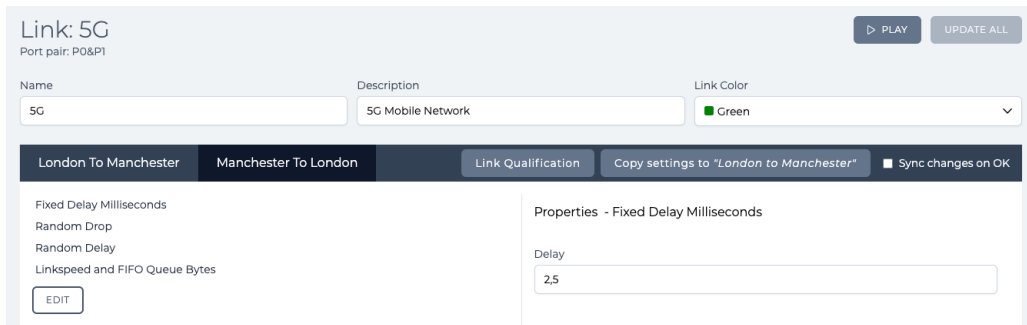 Link: 5G
Port pair: P0&P1
PLAY
UPDATE ALL
Name
Description
Link Color
5G
5G Mobile Network
Green
London To Manchester
Manchester To London
Link Qualification
Copy settings to "London to Manchester"
Sync changes on OK
Fixed Delay Milliseconds
Random Drop
Random Delay
Linkspeed and FIFO Queue Bytes
EDIT
Properties - Fixed Delay Milliseconds
Delay
2,5